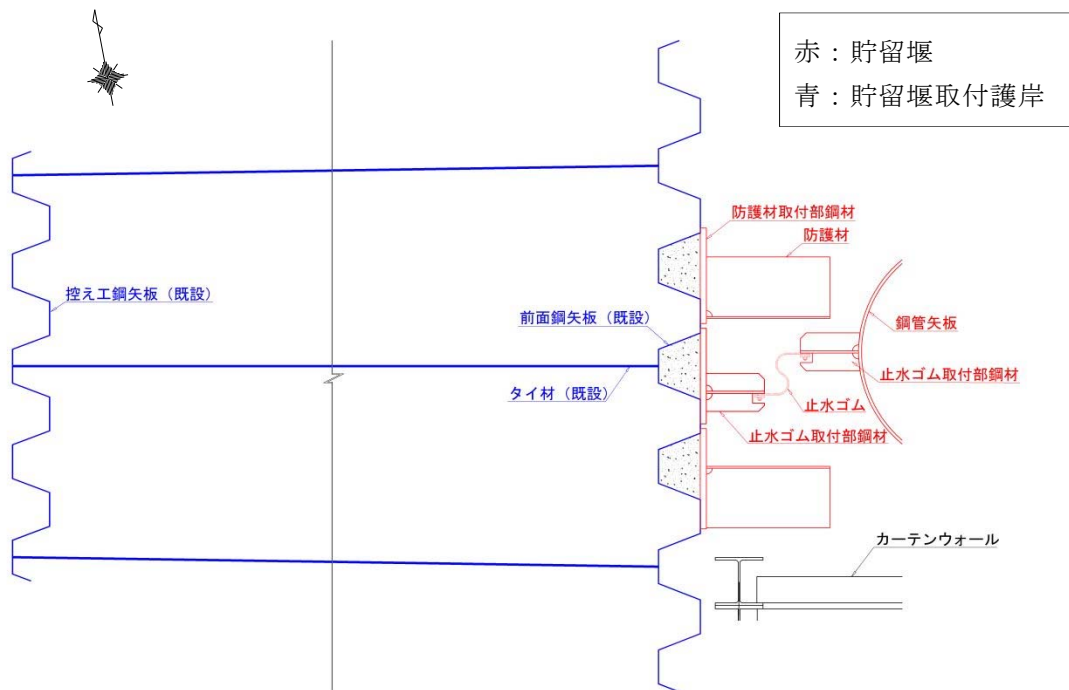 赤：貯留堰
青：貯留堰取付護岸
防護材取付部鋼材
防護材
控え工鋼矢板（既設）
前面鋼矢板（既設）
鋼管矢板
止水ゴム取付部鋼材
タイ材（既設）
止水ゴム
止水ゴム取付部鋼材
カーテンウォール